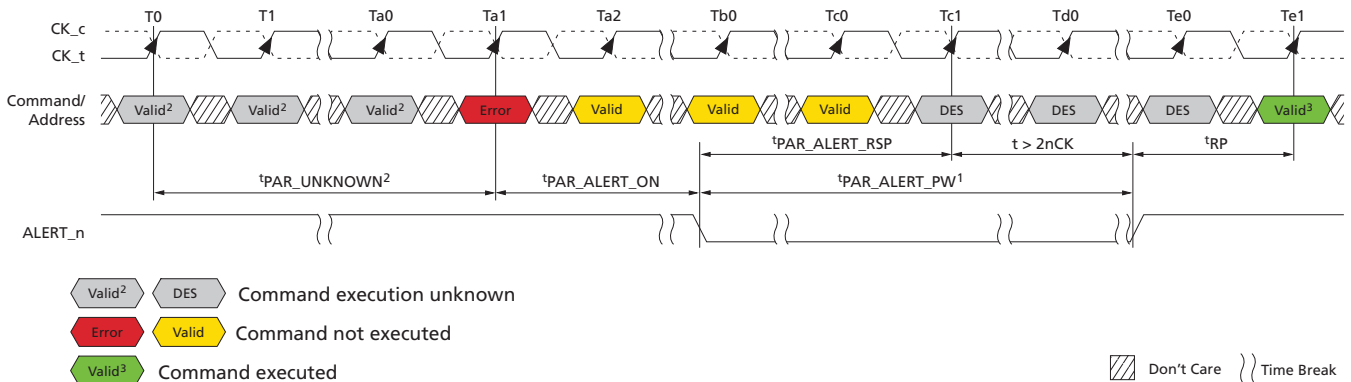 T0 T1 Ta0 Ta1 Ta2 Tb0 Tc0 Tc1 Td0 Te0 Te1
CK_c
CK_t
Command/
Address
Valid² Valid² Valid² Error Valid Valid Valid DES DES DES Valid³
tPAR_ALERT_RSP t > 2nCK tRP
tPAR_UNKNOWN² tPAR_ALERT_ON tPAR_ALERT_PW¹
ALERT_n
Valid² DES Command execution unknown
Error Valid Command not executed
Valid³ Command executed
Don't Care Time Break